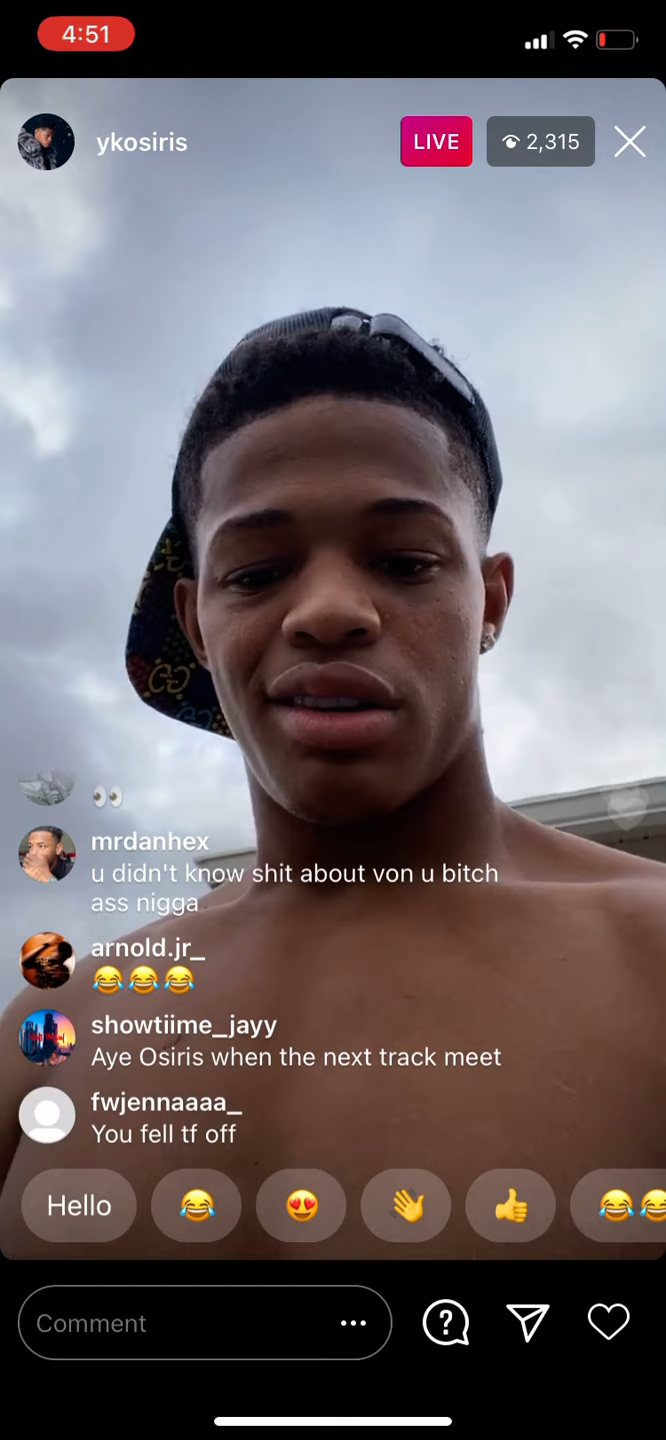 4:51
ykosiris
LIVE
2,315
👀
mrdanhex
u didn't know shit about von u bitch
ass nigga
arnold.jr_
😂😂😂
showtiime_jayy
Aye Osiris when the next track meet
fwjennaaaa_
You fell tf off
Hello 😂 😍 👋 👍 😂😂
Comment